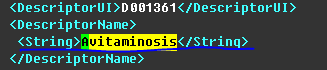 <DescriptorUI>D001361</DescriptorUI>
<DescriptorName>
<String>Avitaminosis</String>
</DescriptorName>